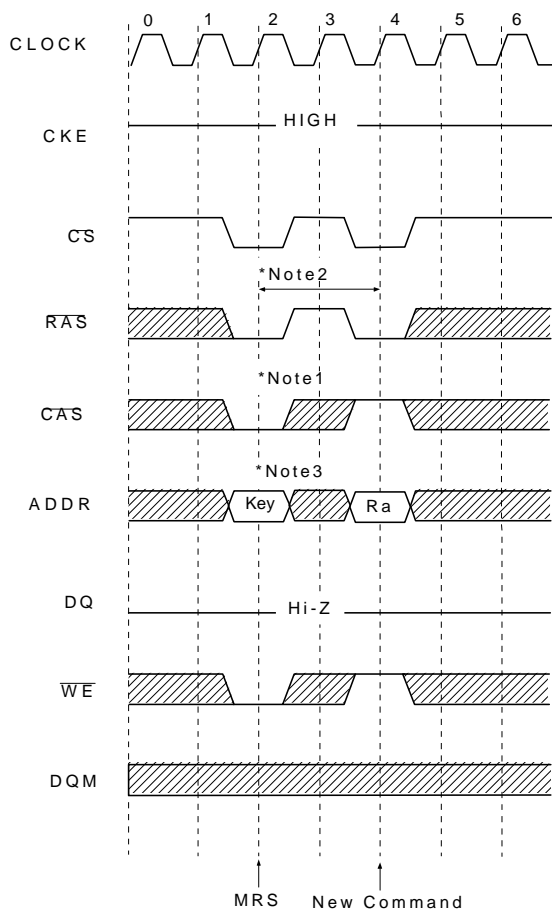 0 1 2 3 4 5 6
CLOCK
HIGH
CKE
CS
*Note2
RAS
*Note1
CAS
*Note3
ADDR Key Ra
DQ Hi-Z
WE
DQM
MRS New Command